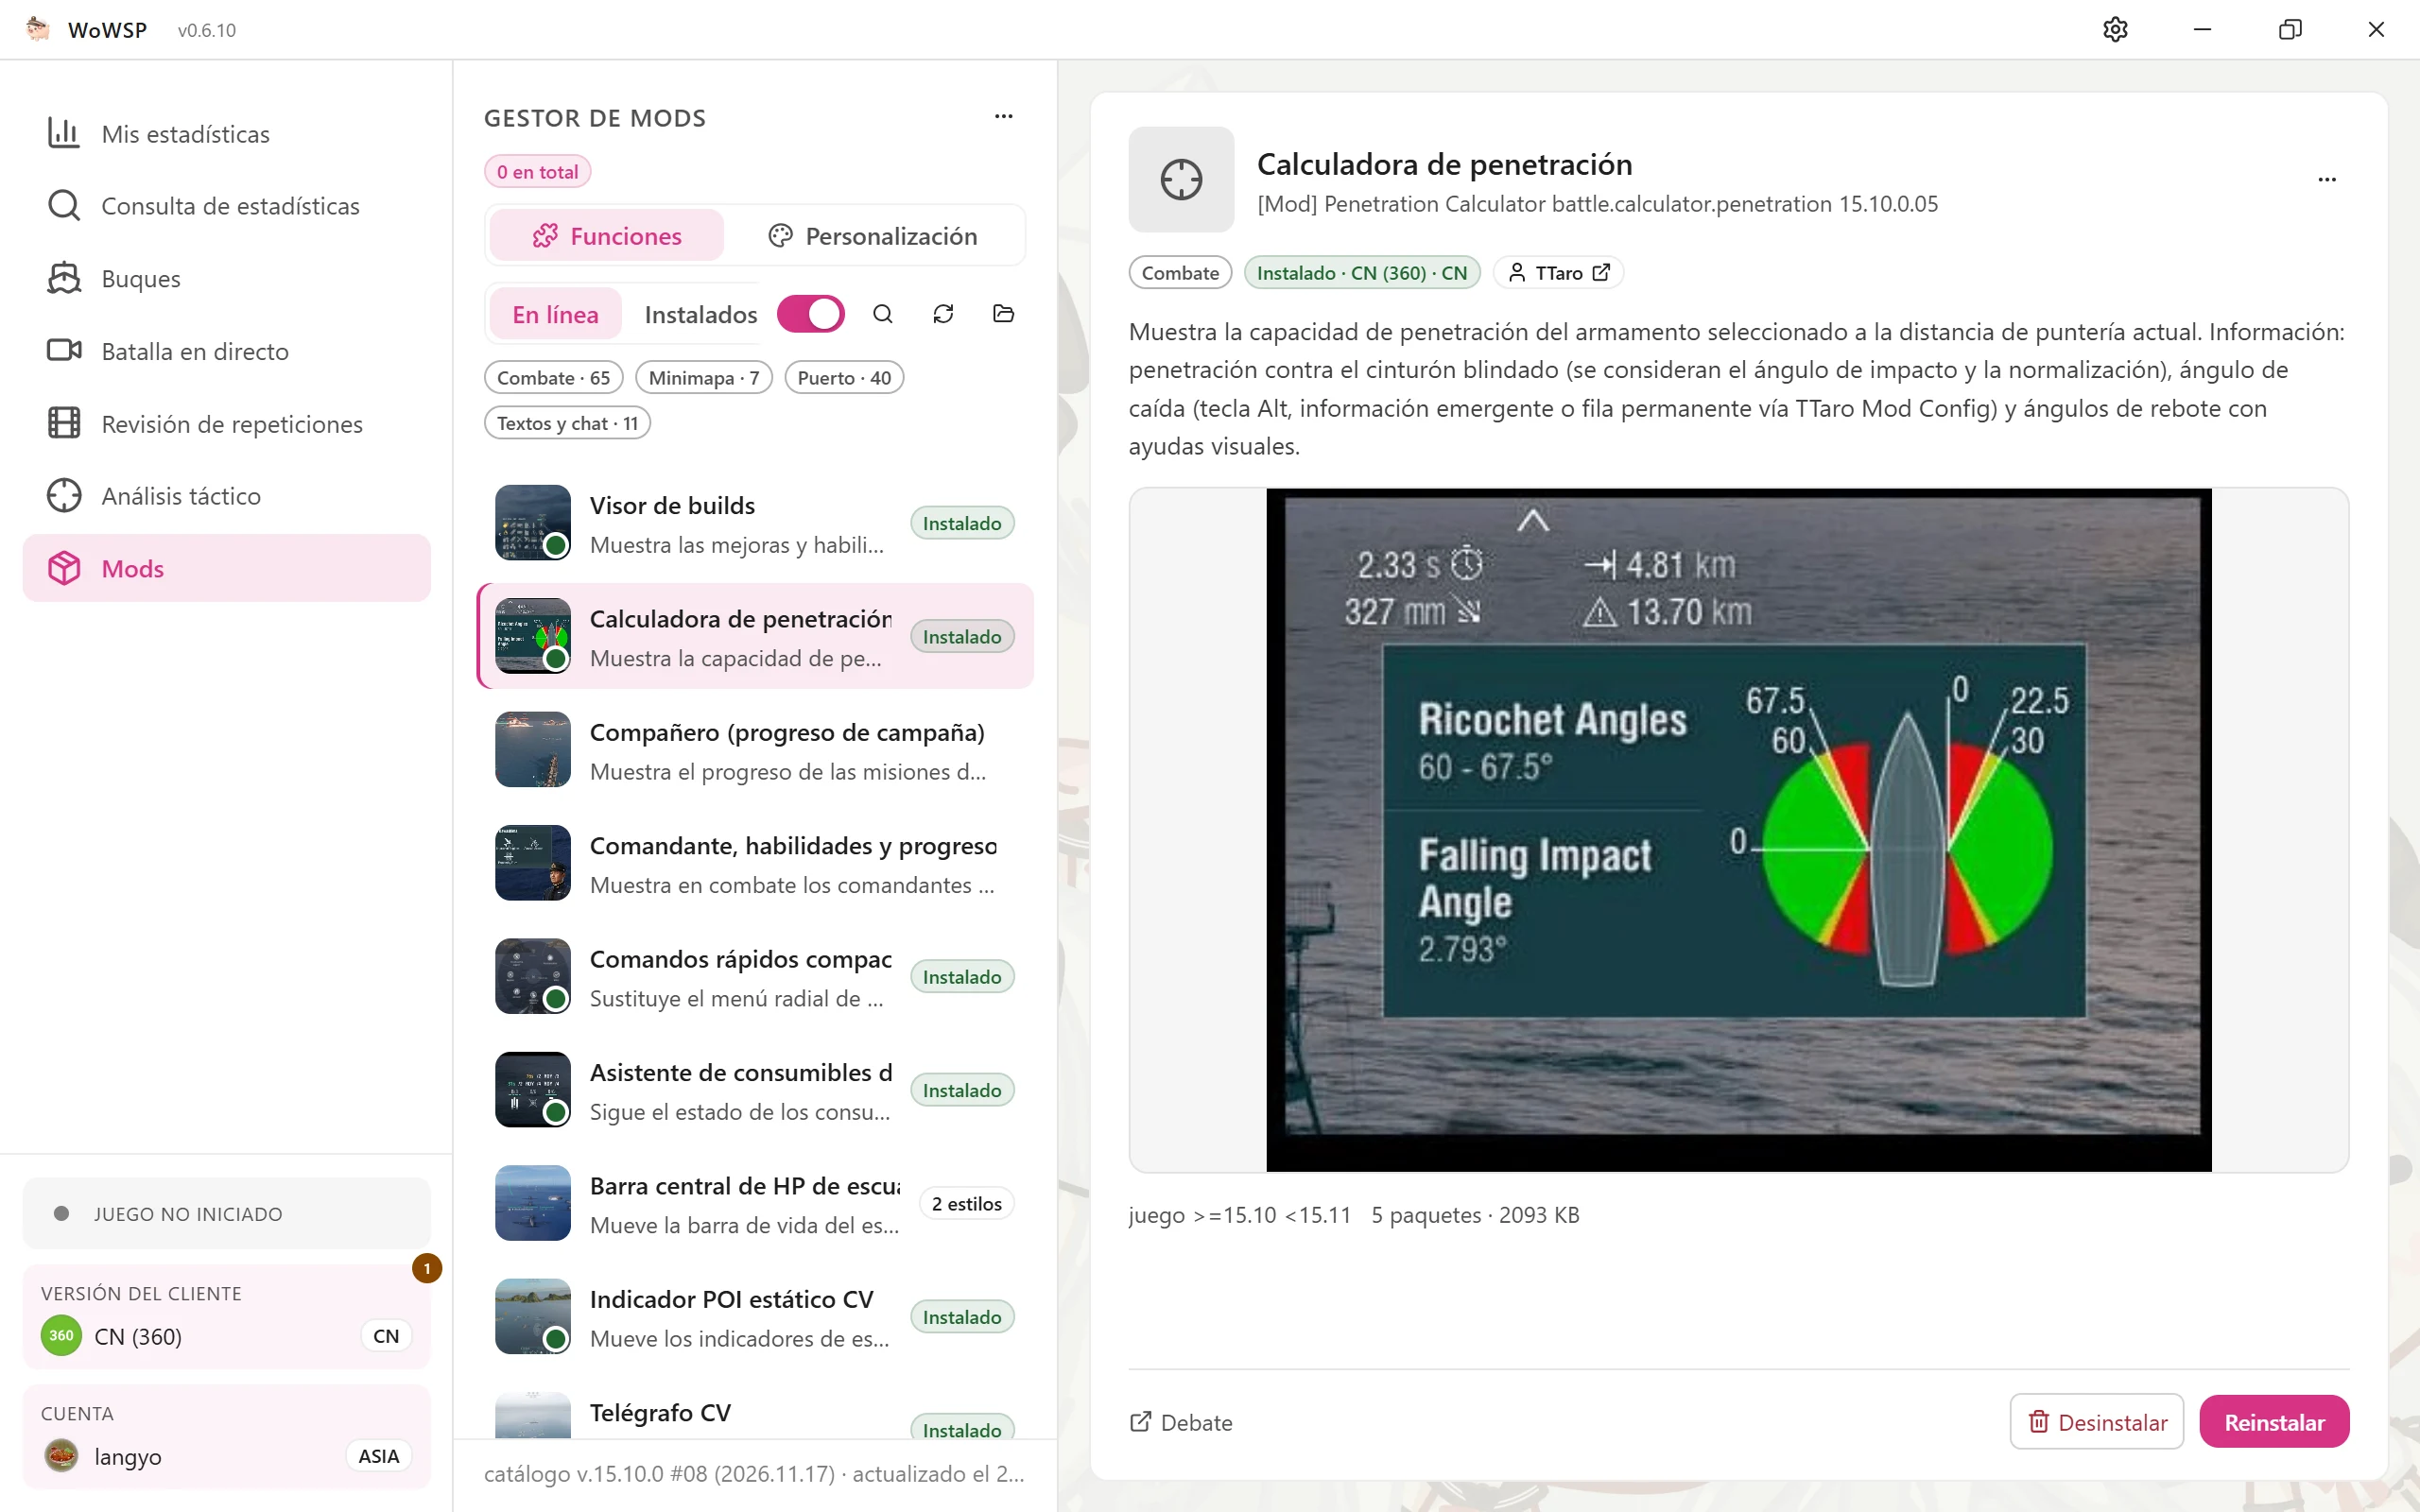 WoWSP v0.6.10
Mis estadísticas
Consulta de estadísticas
Buques
Batalla en directo
Revisión de repeticiones
Análisis táctico
Mods
JUEGO NO INICIADO
1
VERSIÓN DEL CLIENTE
360 CN (360) CN
CUENTA
langyo ASIA
GESTOR DE MODS
0 en total
Funciones Personalización
En línea Instalados
Combate · 65 Minimapa · 7 Puerto · 40
Textos y chat · 11
Visor de builds
Muestra las mejoras y habili...
Instalado
Calculadora de penetración
Muestra la capacidad de pe...
Instalado
Compañero (progreso de campaña)
Muestra el progreso de las misiones d...
Comandante, habilidades y progreso
Muestra en combate los comandantes ...
Comandos rápidos compac
Sustituye el menú radial de ...
Instalado
Asistente de consumibles d
Sigue el estado de los consu...
Instalado
Barra central de HP de escua
Mueve la barra de vida del es...
2 estilos
Indicador POI estático CV
Mueve los indicadores de es...
Instalado
Telégrafo CV
Instalado
catálogo v.15.10.0 #08 (2026.11.17) · actualizado el 2...
Calculadora de penetración
[Mod] Penetration Calculator battle.calculator.penetration 15.10.0.05
Combate Instalado · CN (360) · CN TTaro
Muestra la capacidad de penetración del armamento seleccionado a la distancia de puntería actual. Información:
penetración contra el cinturón blindado (se consideran el ángulo de impacto y la normalización), ángulo de
caída (tecla Alt, información emergente o fila permanente vía TTaro Mod Config) y ángulos de rebote con
ayudas visuales.
2.33 s 4.81 km
327 mm 13.70 km
Ricochet Angles
60 - 67.5°
Falling Impact
Angle
2.793°
67.5 0 22.5
60 30
0
juego >=15.10 <15.11 5 paquetes · 2093 KB
Debate
Desinstalar
Reinstalar